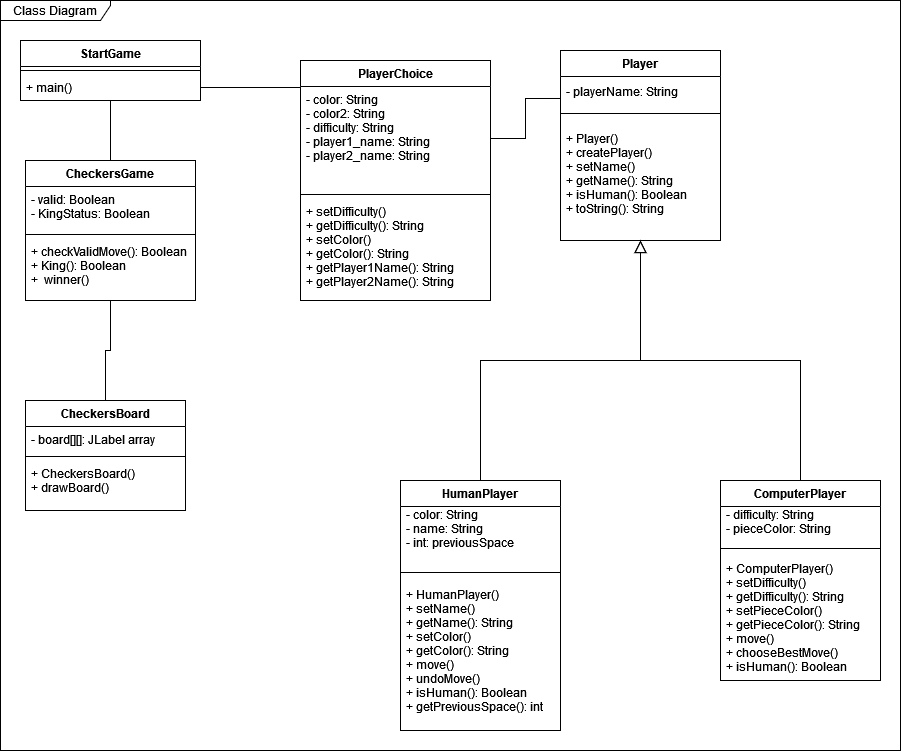 Class Diagram
StartGame
+ main()
PlayerChoice
- color: String
- color2: String
- difficulty: String
- player1_name: String
- player2_name: String
+ setDifficulty()
+ getDifficulty(): String
+ setColor()
+ getColor(): String
+ getPlayer1Name(): String
+ getPlayer2Name(): String
Player
- playerName: String
+ Player()
+ createPlayer()
+ setName()
+ getName(): String
+ isHuman(): Boolean
+ toString(): String
CheckersGame
- valid: Boolean
- KingStatus: Boolean
+ checkValidMove(): Boolean
+ King(): Boolean
+ winner()
CheckersBoard
- board[][]: JLabel array
+ CheckersBoard()
+ drawBoard()
HumanPlayer
- color: String
- name: String
- int: previousSpace
+ HumanPlayer()
+ setName()
+ getName(): String
+ setColor()
+ getColor(): String
+ move()
+ undoMove()
+ isHuman(): Boolean
+ getPreviousSpace(): int
ComputerPlayer
- difficulty: String
- pieceColor: String
+ ComputerPlayer()
+ setDifficulty()
+ getDifficulty(): String
+ setPieceColor()
+ getPieceColor(): String
+ move()
+ chooseBestMove()
+ isHuman(): Boolean